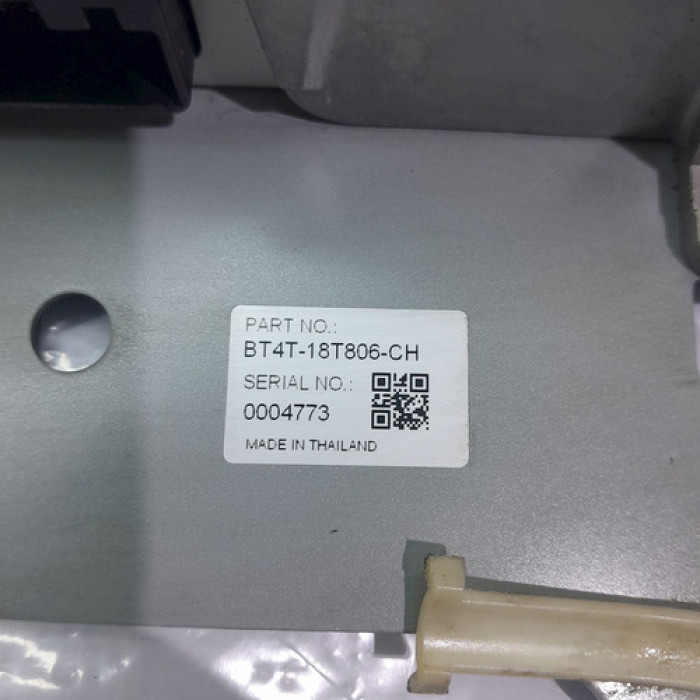 PART NO.:
BT4T-18T806-CH
SERIAL NO.:
0004773
MADE IN THAILAND